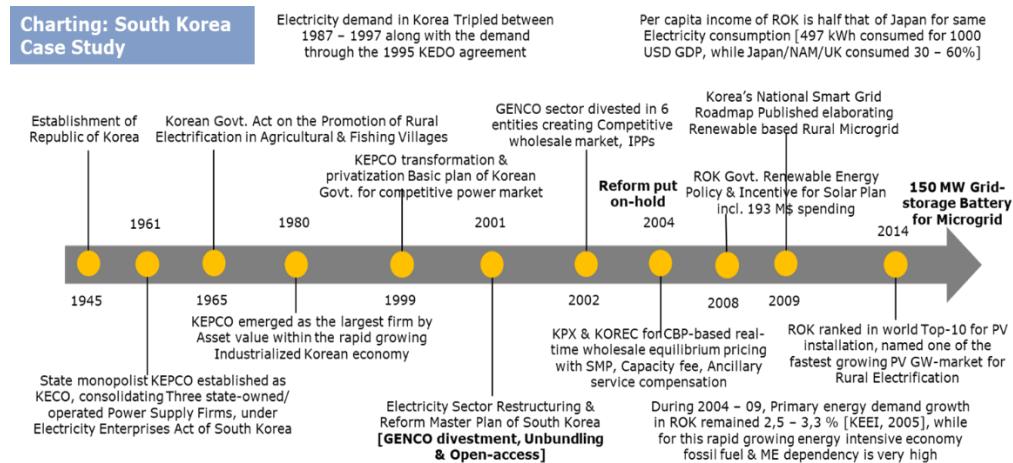 Charting: South Korea
Case Study
Electricity demand in Korea Tripled between
1987 – 1997 along with the demand
through the 1995 KEDO agreement
Per capita income of ROK is half that of Japan for same
Electricity consumption [497 kWh consumed for 1000
USD GDP, while Japan/NAM/UK consumed 30 – 60%]
Establishment of
Republic of Korea
Korean Govt. Act on the Promotion of Rural
Electrification in Agricultural & Fishing Villages
KEPCO transformation &
privatization Basic plan of Korean
Govt. for competitive power market
GENCO sector divested in 6
entities creating Competitive
wholesale market, IPPs
Reform put
on-hold
Korea's National Smart Grid
Roadmap Published elaborating
Renewable based Rural Microgrid
ROK Govt. Renewable Energy
Policy & Incentive for Solar Plan
incl. 193 M$ spending
150 MW Grid-
storage Battery
for Microgrid
1961
1980
2001
2004
2014
1945
1965
1999
2002
2008
2009
State monopolist KEPCO established as
KECO, consolidating Three state-owned/
operated Power Supply Firms, under
Electricity Enterprises Act of South Korea
KEPCO emerged as the largest firm by
Asset value within the rapid growing
Industrialized Korean economy
Electricity Sector Restructuring &
Reform Master Plan of South Korea
[GENCO divestment, Unbundling
& Open-access]
KPX & KOREC for CBP-based real-
time wholesale equilibrium pricing
with SMP, Capacity fee, Ancillary
service compensation
ROK ranked in world Top-10 for PV
installation, named one of the
fastest growing PV GW-market for
Rural Electrification
During 2004 – 09, Primary energy demand growth
in ROK remained 2,5 – 3,3 % [KEEI, 2005], while
for this rapid growing energy intensive economy
fossil fuel & ME dependency is very high